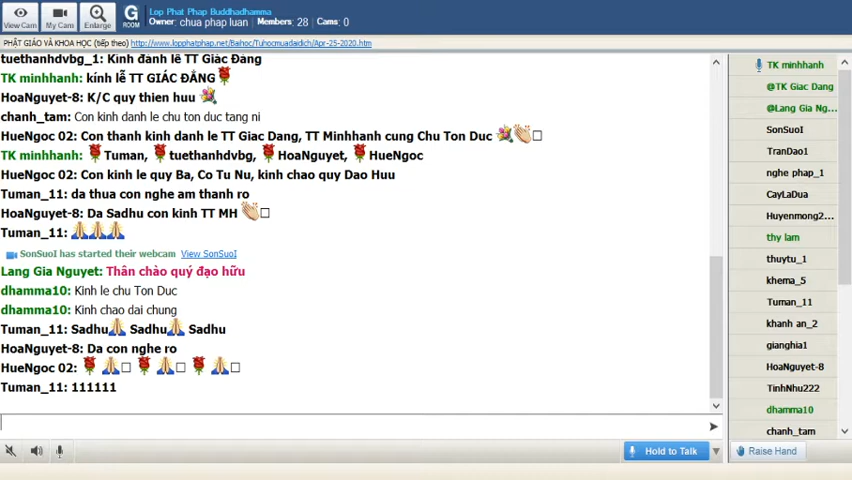 Lop Phat Phap Buddhadhamma
Owner: chua phap luan Members: 28 Cams: 0
View Cam My Cam Enlarge G ROOM
PHẬT GIÁO VÀ KHOA HỌC (tiếp theo) http://www.lopphatphap.net/Baihoc/Tuhocmuadaidich/Apr-25-2020.htm
tuethanhdvbg_1: Kính đảnh lễ TT Giác Đẳng
TK minhhanh: kính lễ TT GIÁC ĐẲNG
HoaNguyet-8: K/C quy thien huu
chanh_tam: Con kinh danh le chu ton duc tang ni
HueNgoc 02: Con thanh kinh danh le TT Giac Dang, TT Minhhanh cung Chu Ton Duc
TK minhhanh: Tuman, tuethanhdvbg, HoaNguyet, HueNgoc
HueNgoc 02: Con kinh le quy Ba, Co Tu Nu, kinh chao quy Dao Huu
Tuman_11: da thua con nghe am thanh ro
HoaNguyet-8: Da Sadhu con kinh TT MH
Tuman_11:
SonSuoI has started their webcam View SonSuoI
Lang Gia Nguyet: Thân chào quý đạo hữu
dhamma10: Kinh le chu Ton Duc
dhamma10: Kinh chao dai chung
Tuman_11: Sadhu Sadhu Sadhu
HoaNguyet-8: Da con nghe ro
HueNgoc 02:
Tuman_11: 111111
Hold to Talk
TK minhhanh
@TK Giac Dang
@Lang Gia Ng...
SonSuoI
TranDao1
nghe phap_1
CayLaDua
Huyenmong2...
thy lam
thuytu_1
khema_5
Tuman_11
khanh an_2
gianghia1
HoaNguyet-8
TinhNhu222
dhamma10
chanh_tam
Raise Hand